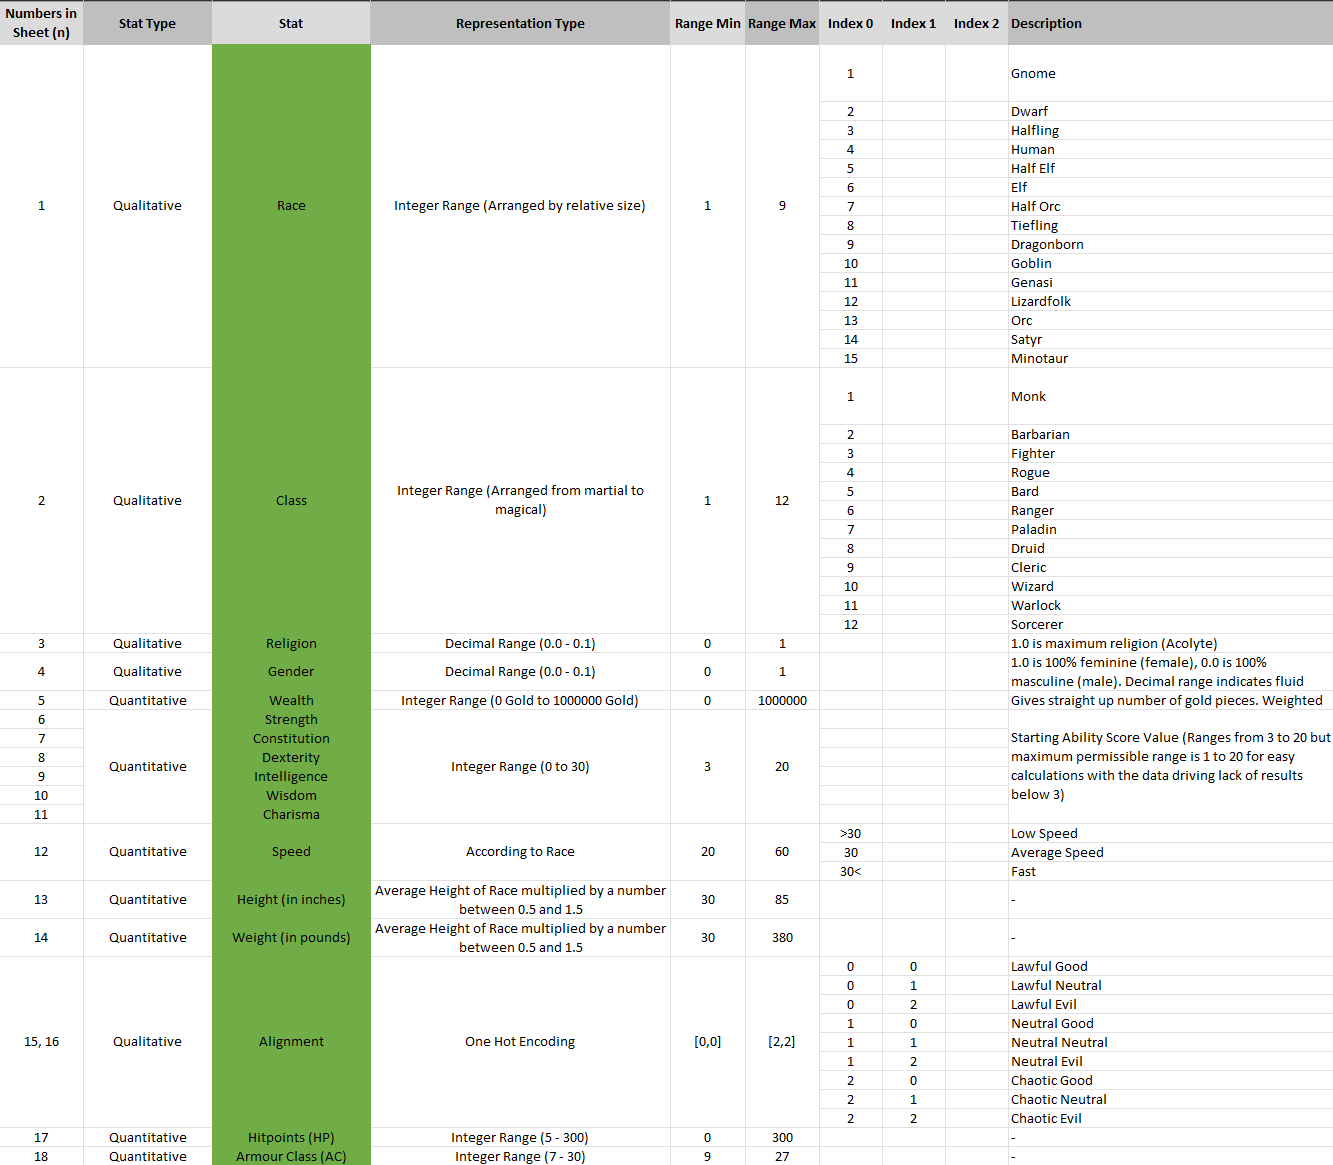 Numbers in Sheet (n) Stat Type Stat Representation Type Range Min Range Max Index 0 Index 1 Index 2 Description
1 Qualitative Race Integer Range (Arranged by relative size) 1 9
1 Gnome
2 Dwarf
3 Halfling
4 Human
5 Half Elf
6 Elf
7 Half Orc
8 Tiefling
9 Dragonborn
10 Goblin
11 Genasi
12 Lizardfolk
13 Orc
14 Satyr
15 Minotaur
2 Qualitative Class Integer Range (Arranged from martial to magical) 1 12
1 Monk
2 Barbarian
3 Fighter
4 Rogue
5 Bard
6 Ranger
7 Paladin
8 Druid
9 Cleric
10 Wizard
11 Warlock
12 Sorcerer
3 Qualitative Religion Decimal Range (0.0 - 0.1) 0 1 1.0 is maximum religion (Acolyte)
4 Qualitative Gender Decimal Range (0.0 - 0.1) 0 1 1.0 is 100% feminine (female), 0.0 is 100% masculine (male). Decimal range indicates fluid
5 Quantitative Wealth Integer Range (0 Gold to 1000000 Gold) 0 1000000 Gives straight up number of gold pieces. Weighted
6 Strength
7 Constitution
8 Dexterity
9 Intelligence
10 Wisdom
11 Charisma
Quantitative Integer Range (0 to 30) 3 20
Starting Ability Score Value (Ranges from 3 to 20 but
maximum permissible range is 1 to 20 for easy
calculations with the data driving lack of results
below 3)
12 Quantitative Speed According to Race 20 60
>30 Low Speed
30 Average Speed
30< Fast
13 Quantitative Height (in inches) Average Height of Race multiplied by a number between 0.5 and 1.5 30 85 -
14 Quantitative Weight (in pounds) Average Height of Race multiplied by a number between 0.5 and 1.5 30 380 -
15, 16 Qualitative Alignment One Hot Encoding [0,0] [2,2]
0 0 Lawful Good
0 1 Lawful Neutral
0 2 Lawful Evil
1 0 Neutral Good
1 1 Neutral Neutral
1 2 Neutral Evil
2 0 Chaotic Good
2 1 Chaotic Neutral
2 2 Chaotic Evil
17 Quantitative Hitpoints (HP) Integer Range (5 - 300) 0 300 -
18 Quantitative Armour Class (AC) Integer Range (7 - 30) 9 27 -